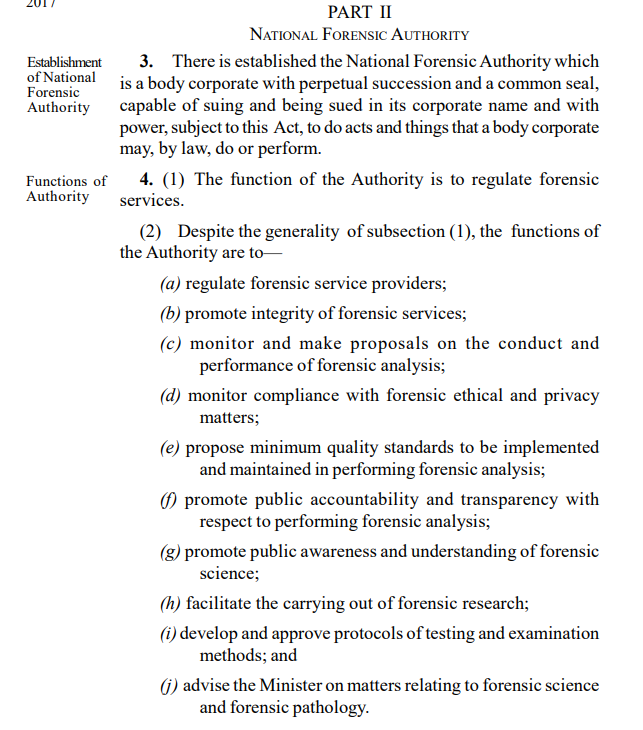 2017
PART II
NATIONAL FORENSIC AUTHORITY
Establishment
of National
Forensic
Authority
3. There is established the National Forensic Authority which
is a body corporate with perpetual succession and a common seal,
capable of suing and being sued in its corporate name and with
power, subject to this Act, to do acts and things that a body corporate
may, by law, do or perform.
Functions of
Authority
4. (1) The function of the Authority is to regulate forensic
services.
(2) Despite the generality of subsection (1), the functions of
the Authority are to—
(a) regulate forensic service providers;
(b) promote integrity of forensic services;
(c) monitor and make proposals on the conduct and
performance of forensic analysis;
(d) monitor compliance with forensic ethical and privacy
matters;
(e) propose minimum quality standards to be implemented
and maintained in performing forensic analysis;
(f) promote public accountability and transparency with
respect to performing forensic analysis;
(g) promote public awareness and understanding of forensic
science;
(h) facilitate the carrying out of forensic research;
(i) develop and approve protocols of testing and examination
methods; and
(j) advise the Minister on matters relating to forensic science
and forensic pathology.